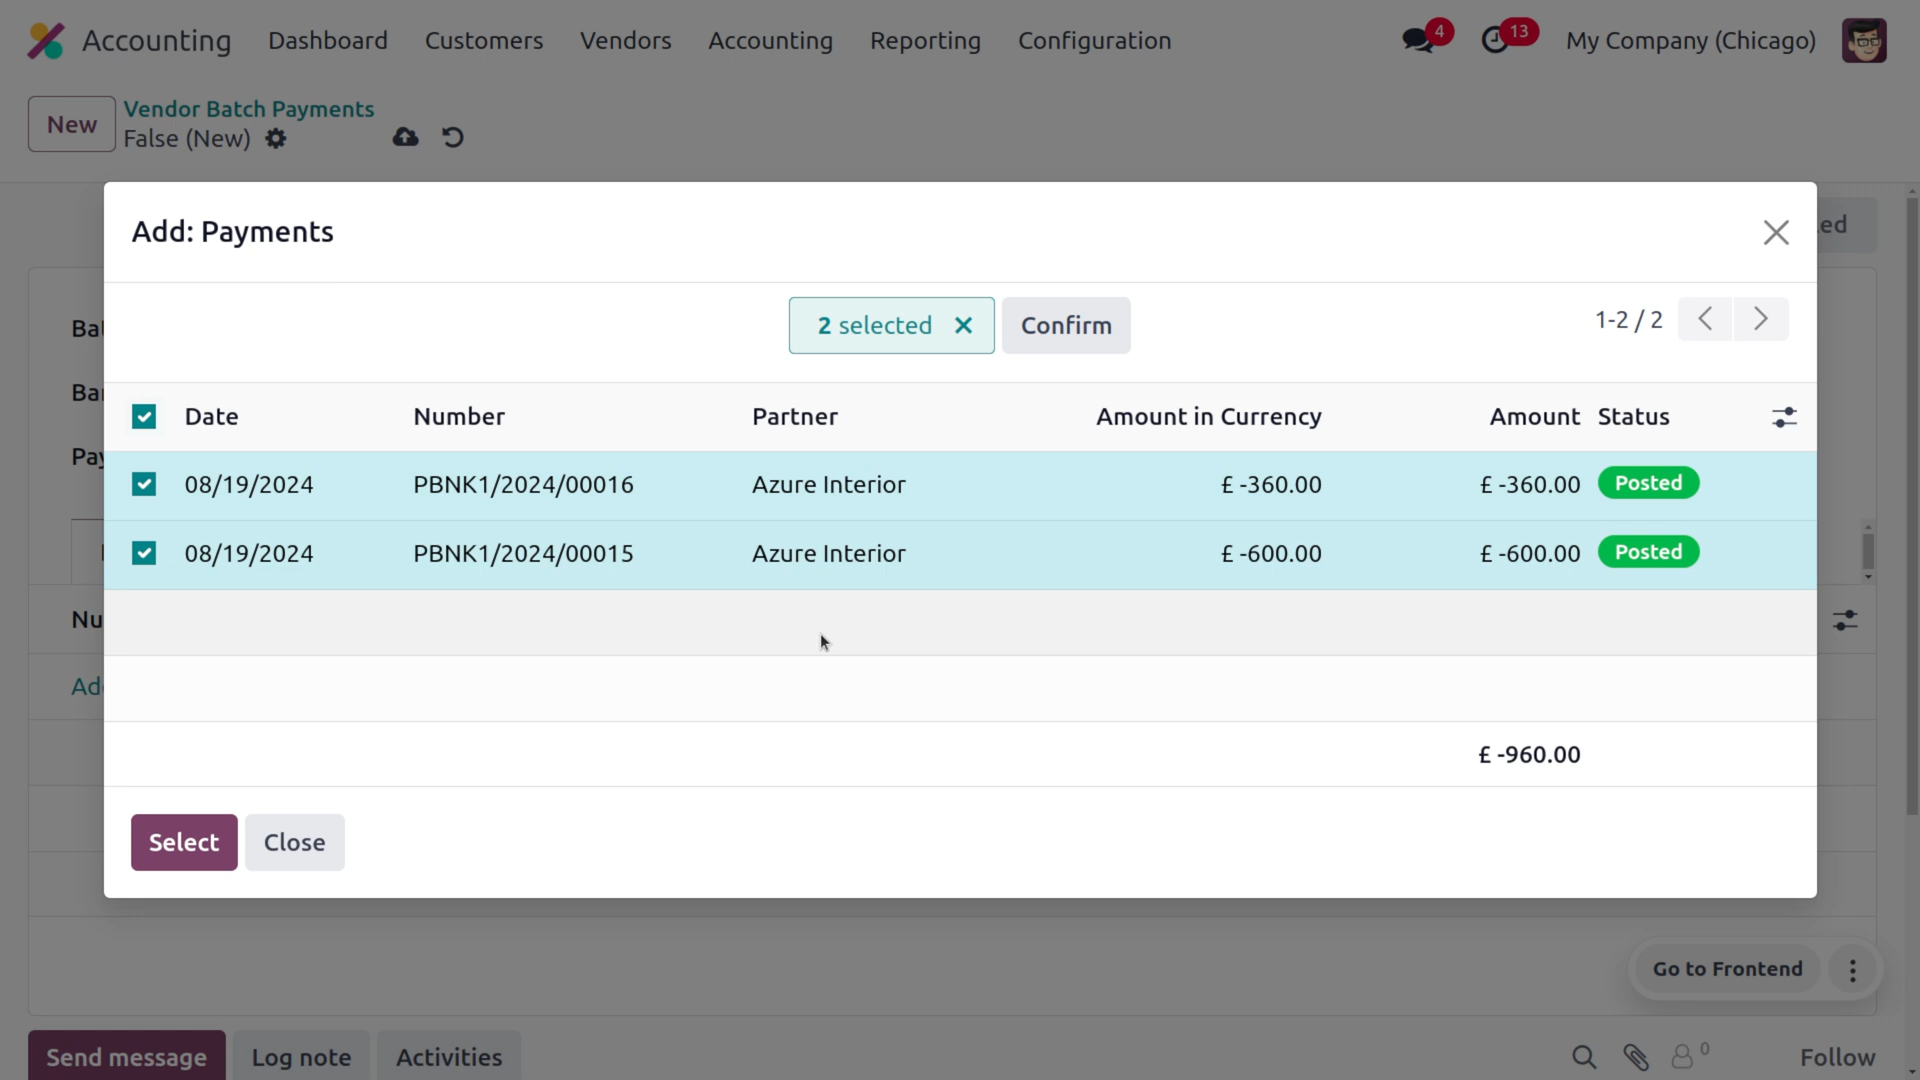 Accounting Dashboard Customers Vendors Accounting Reporting Configuration 4 13 My Company (Chicago)
New Vendor Batch Payments
False (New)
Add: Payments
2 selected Confirm 1-2 / 2
Date Number Partner Amount in Currency Amount Status
08/19/2024 PBNK1/2024/00016 Azure Interior £ -360.00 £ -360.00 Posted
08/19/2024 PBNK1/2024/00015 Azure Interior £ -600.00 £ -600.00 Posted
£ -960.00
Select Close
Go to Frontend
Send message Log note Activities 0 Follow